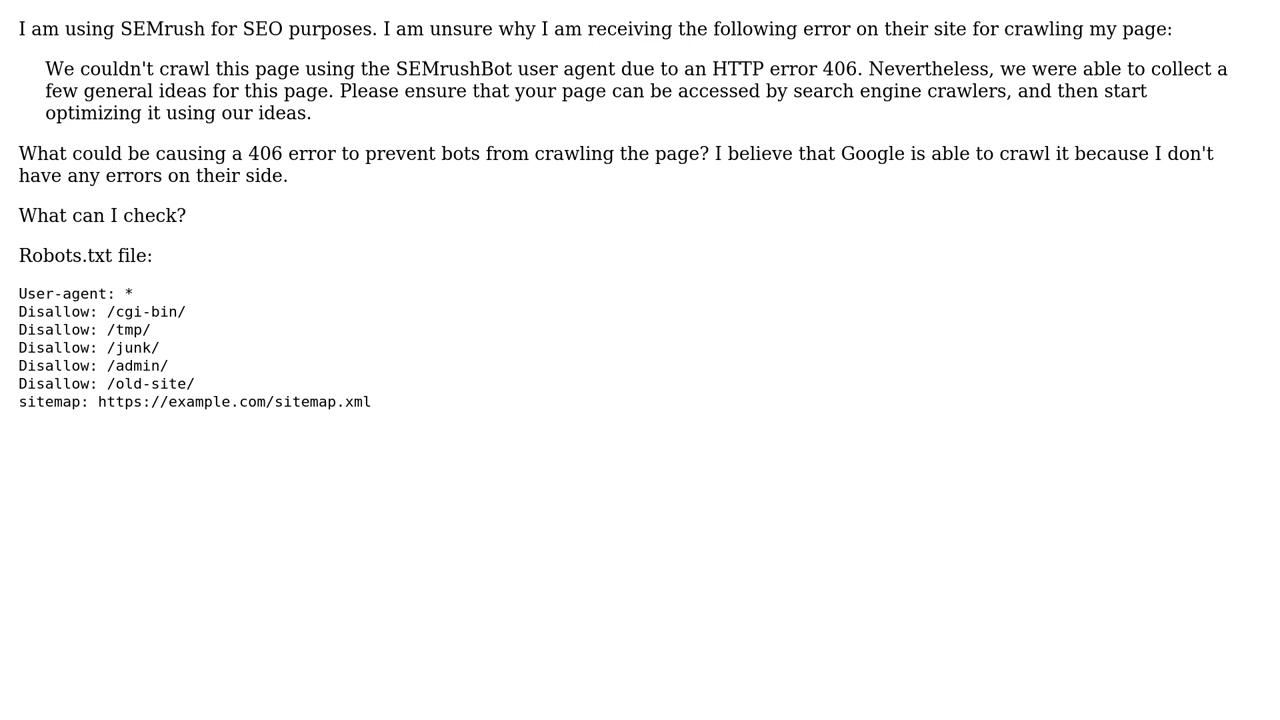 I am using SEMrush for SEO purposes. I am unsure why I am receiving the following error on their site for crawling my page:
We couldn't crawl this page using the SEMrushBot user agent due to an HTTP error 406. Nevertheless, we were able to collect a
few general ideas for this page. Please ensure that your page can be accessed by search engine crawlers, and then start
optimizing it using our ideas.
What could be causing a 406 error to prevent bots from crawling the page? I believe that Google is able to crawl it because I don't
have any errors on their side.
What can I check?
Robots.txt file:
User-agent: *
Disallow: /cgi-bin/
Disallow: /tmp/
Disallow: /junk/
Disallow: /admin/
Disallow: /old-site/
sitemap: https://example.com/sitemap.xml